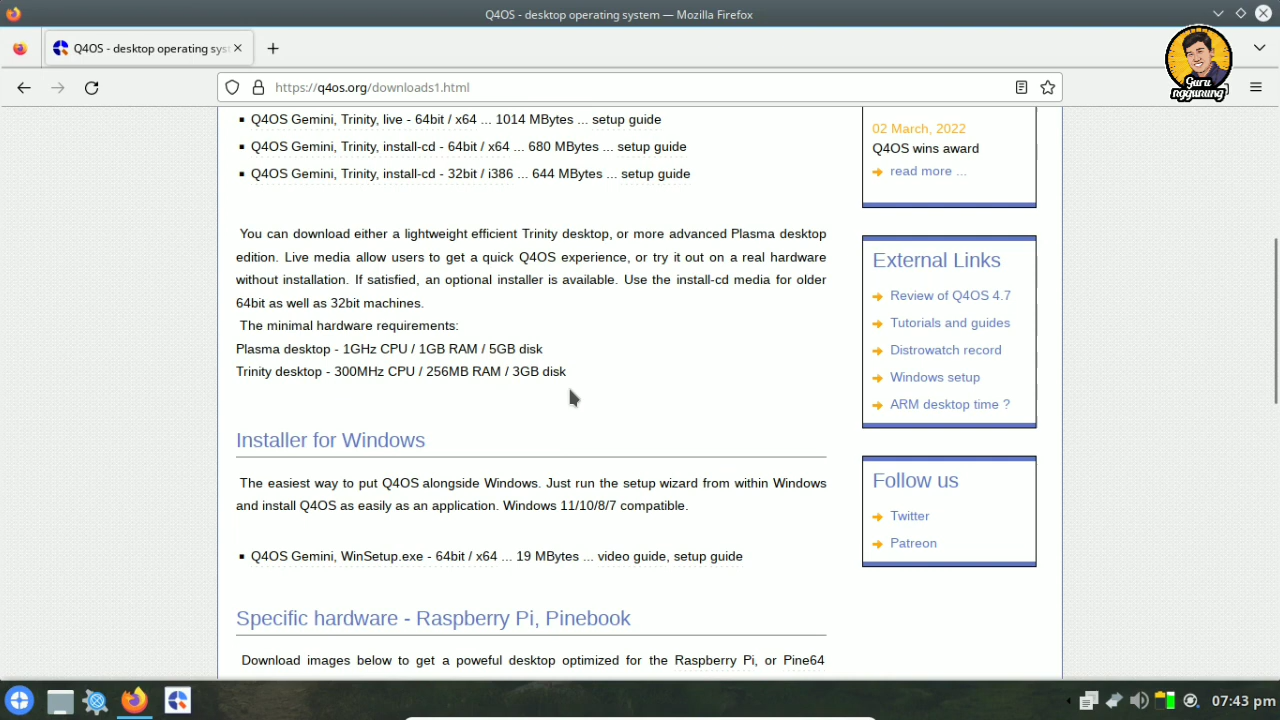 Q4OS - desktop operating system — Mozilla Firefox
Q4OS - desktop operating sys
Guru
nggurung
https://q4os.org/downloads1.html
Q4OS Gemini, Trinity, live - 64bit / x64 ... 1014 MBytes ... setup guide
Q4OS Gemini, Trinity, install-cd - 64bit / x64 ... 680 MBytes ... setup guide
Q4OS Gemini, Trinity, install-cd - 32bit / i386 ... 644 MBytes ... setup guide
You can download either a lightweight efficient Trinity desktop, or more advanced Plasma desktop
edition. Live media allow users to get a quick Q4OS experience, or try it out on a real hardware
without installation. If satisfied, an optional installer is available. Use the install-cd media for older
64bit as well as 32bit machines.
The minimal hardware requirements:
Plasma desktop - 1GHz CPU / 1GB RAM / 5GB disk
Trinity desktop - 300MHz CPU / 256MB RAM / 3GB disk
Installer for Windows
The easiest way to put Q4OS alongside Windows. Just run the setup wizard from within Windows
and install Q4OS as easily as an application. Windows 11/10/8/7 compatible.
Q4OS Gemini, WinSetup.exe - 64bit / x64 ... 19 MBytes ... video guide, setup guide
Specific hardware - Raspberry Pi, Pinebook
Download images below to get a poweful desktop optimized for the Raspberry Pi, or Pine64
02 March, 2022
Q4OS wins award
read more ...
External Links
Review of Q4OS 4.7
Tutorials and guides
Distrowatch record
Windows setup
ARM desktop time ?
Follow us
Twitter
Patreon
07:43 pm